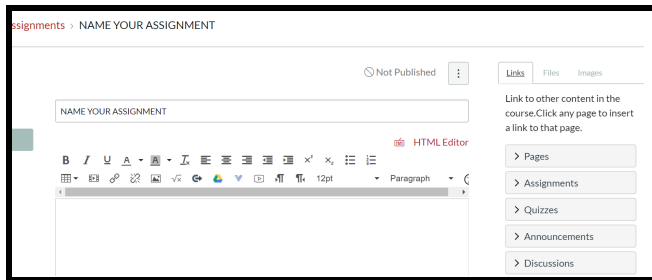 ssignments > NAME YOUR ASSIGNMENT
Not Published
NAME YOUR ASSIGNMENT
HTML Editor
B I U A A
12pt Paragraph
Links Files Images
Link to other content in the
course.Click any page to insert
a link to that page.
> Pages
> Assignments
> Quizzes
> Announcements
> Discussions